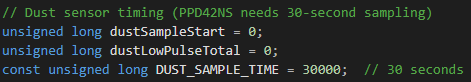 // Dust sensor timing (PPD42NS needs 30-second sampling)
unsigned long dustSampleStart = 0;
unsigned long dustLowPulseTotal = 0;
const unsigned long DUST_SAMPLE_TIME = 30000;  // 30 seconds